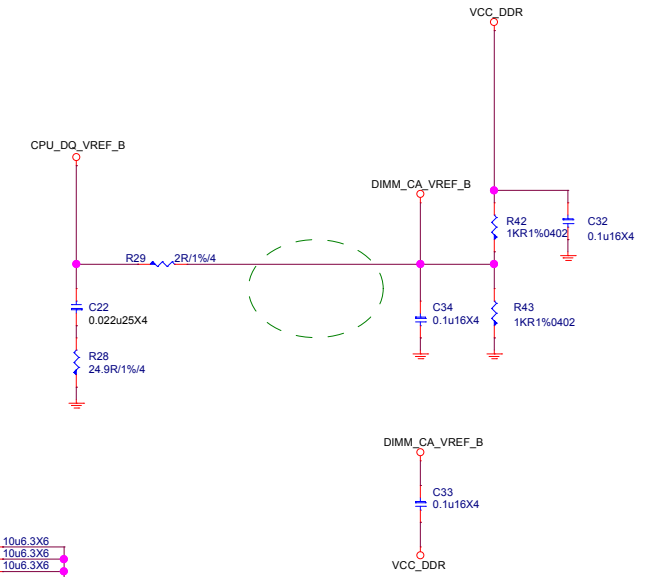 VCC_DDR
CPU_DQ_VREF_B
DIMM_CA_VREF_B
R42
1KR1%0402
C32
0.1u16X4
R29
2R/1%/4
C22
0.022u25X4
C34
0.1u16X4
R43
1KR1%0402
R28
24.9R/1%/4
DIMM_CA_VREF_B
C33
0.1u16X4
10u6.3X6
10u6.3X6
10u6.3X6
VCC_DDR